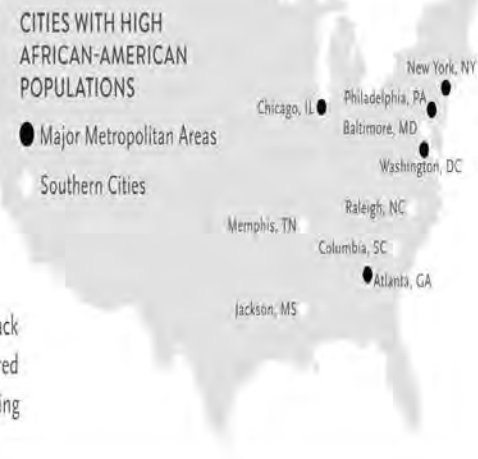 CITIES WITH HIGH
AFRICAN-AMERICAN
POPULATIONS
Major Metropolitan Areas
Southern Cities
New York, NY
Philadelphia, PA
Chicago, IL
Baltimore, MD
Washington, DC
Raleigh, NC
Memphis, TN
Columbia, SC
Atlanta, GA
Jackson, MS
ack
red
ing